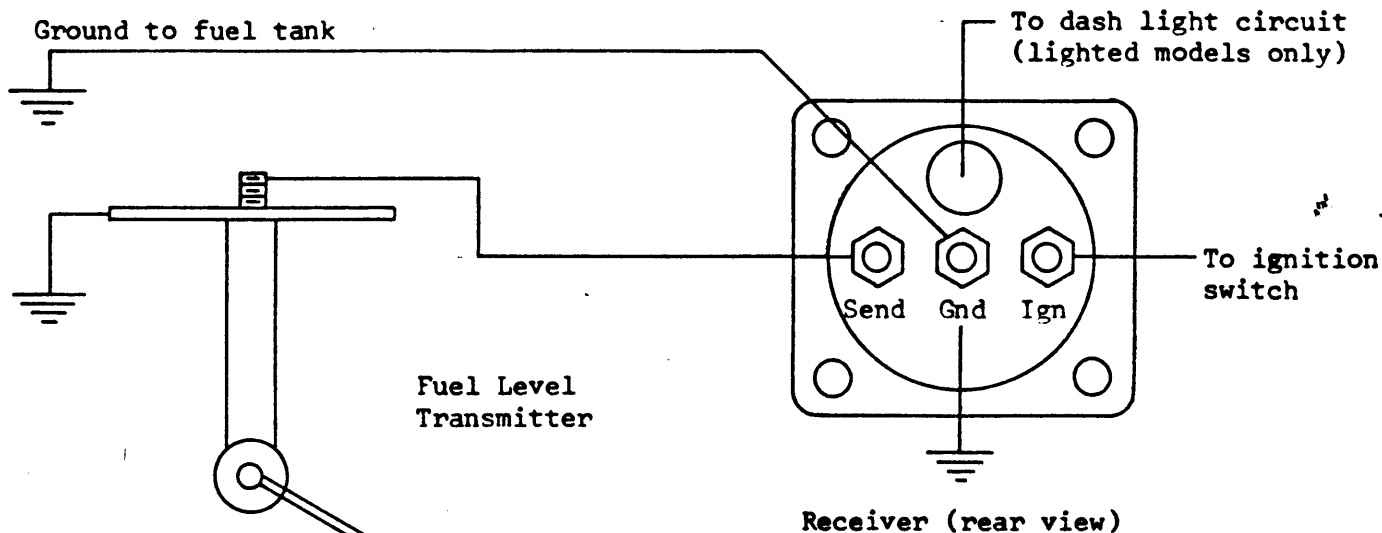 Ground to fuel tank
To dash light circuit
(lighted models only)
Send Gnd Ign
To ignition
switch
Fuel Level
Transmitter
Receiver (rear view)